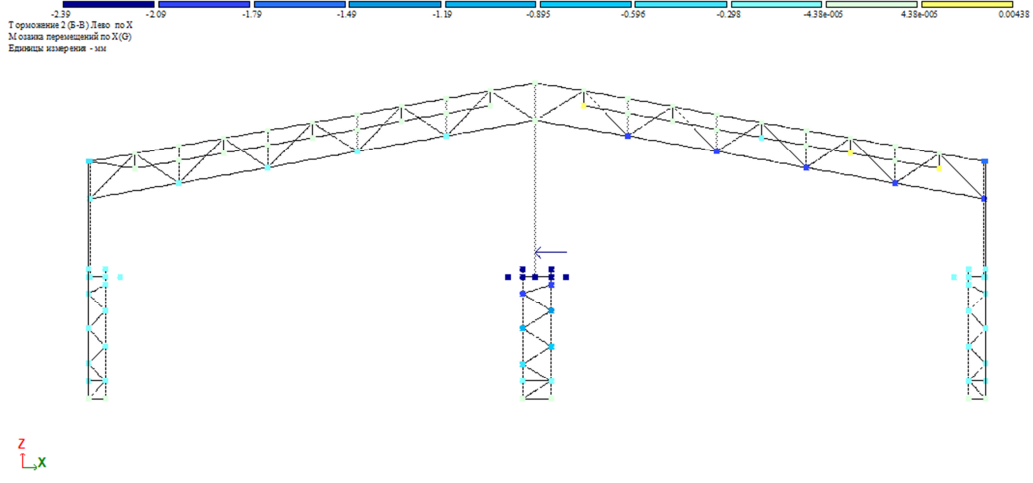 -2.39 -2.09 -1.79 -1.49 -1.19 -0.895 -0.596 -0.298 -4.38e-005 4.38e-005 0.00438
Торможение 2 (Б-В) Лево по X
Мозаика перемещений по X(G)
Единицы измерения - мм
Z
X